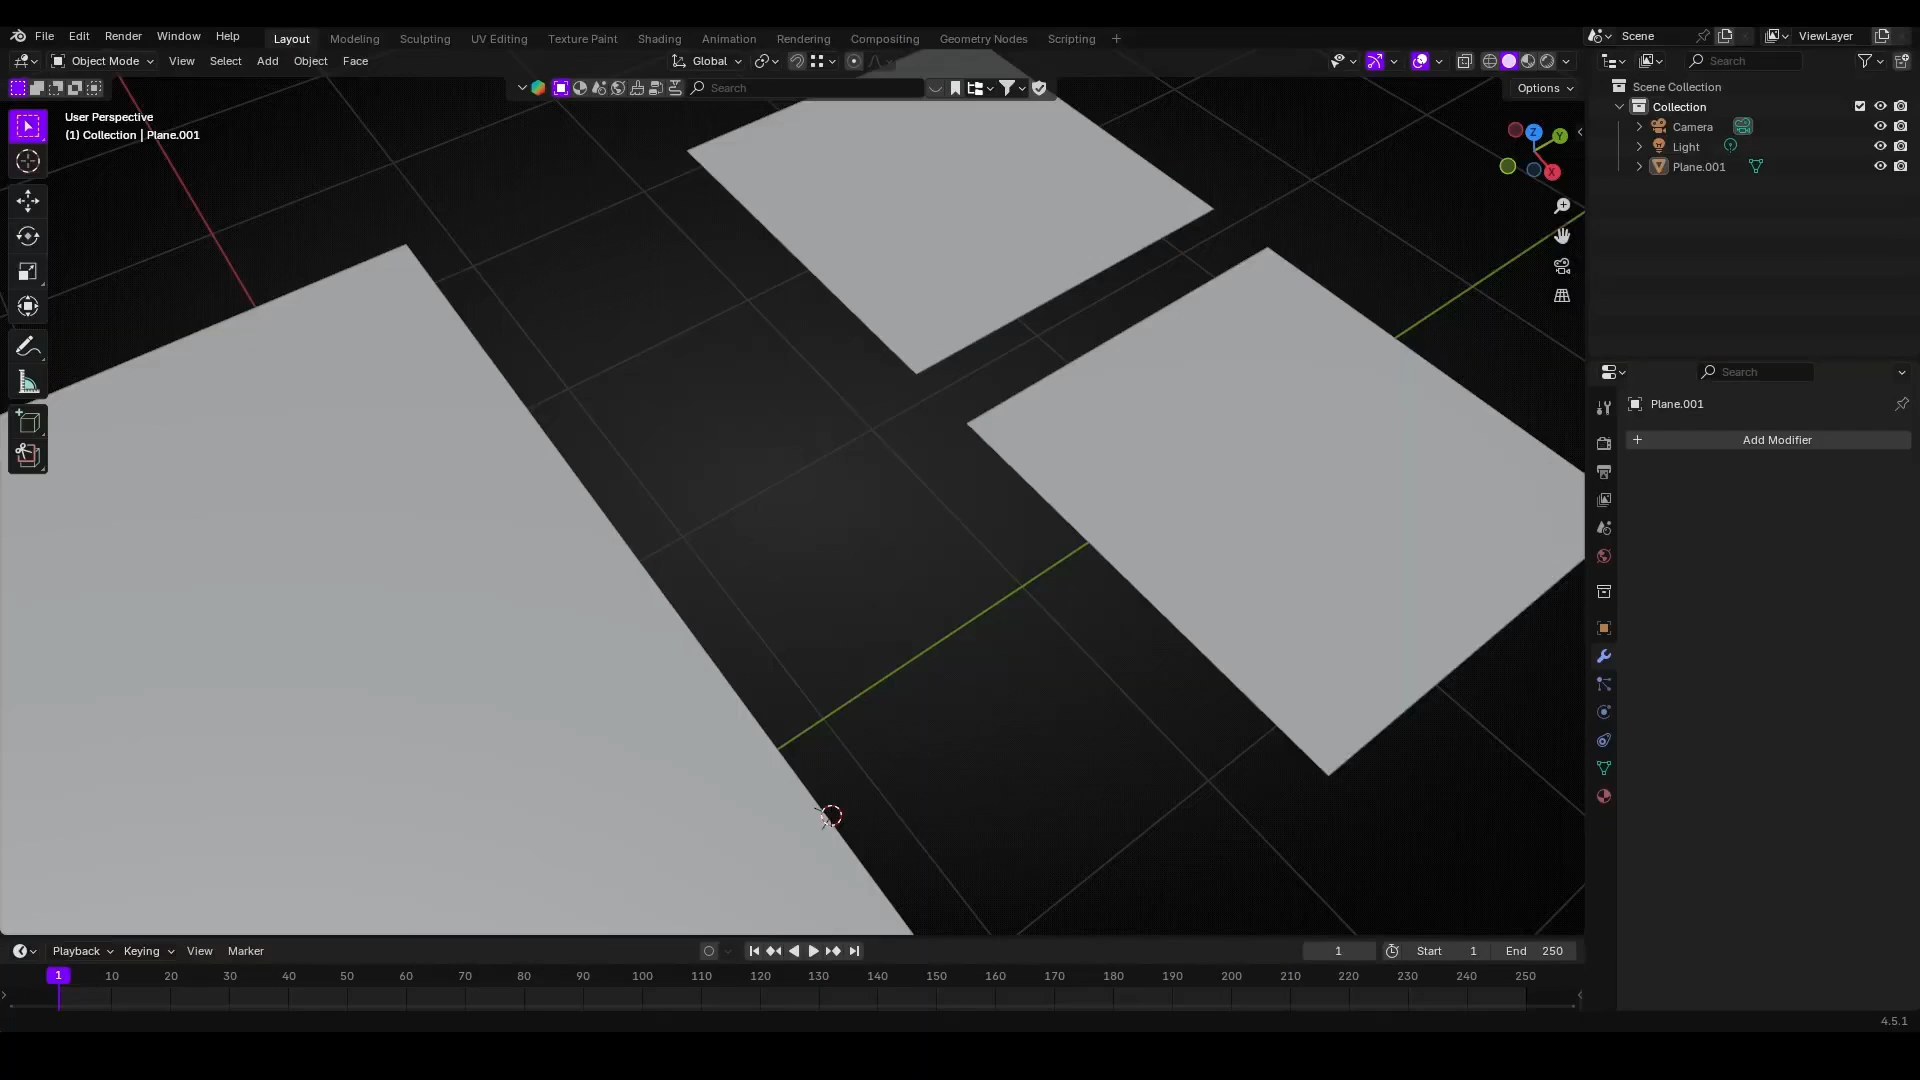 File Edit Render Window Help Layout Modeling Sculpting UV Editing Texture Paint Shading Animation Rendering Compositing Geometry Nodes Scripting + Scene ViewLayer
Object Mode View Select Add Object Face Global Search
Search Options
User Perspective
(1) Collection | Plane.001
Z Y X
Scene Collection
Collection
Camera
Light
Plane.001
Search
Plane.001
+ Add Modifier
Playback Keying View Marker 1 Start 1 End 250
1 10 20 30 40 50 60 70 80 90 100 110 120 130 140 150 160 170 180 190 200 210 220 230 240 250
4.5.1